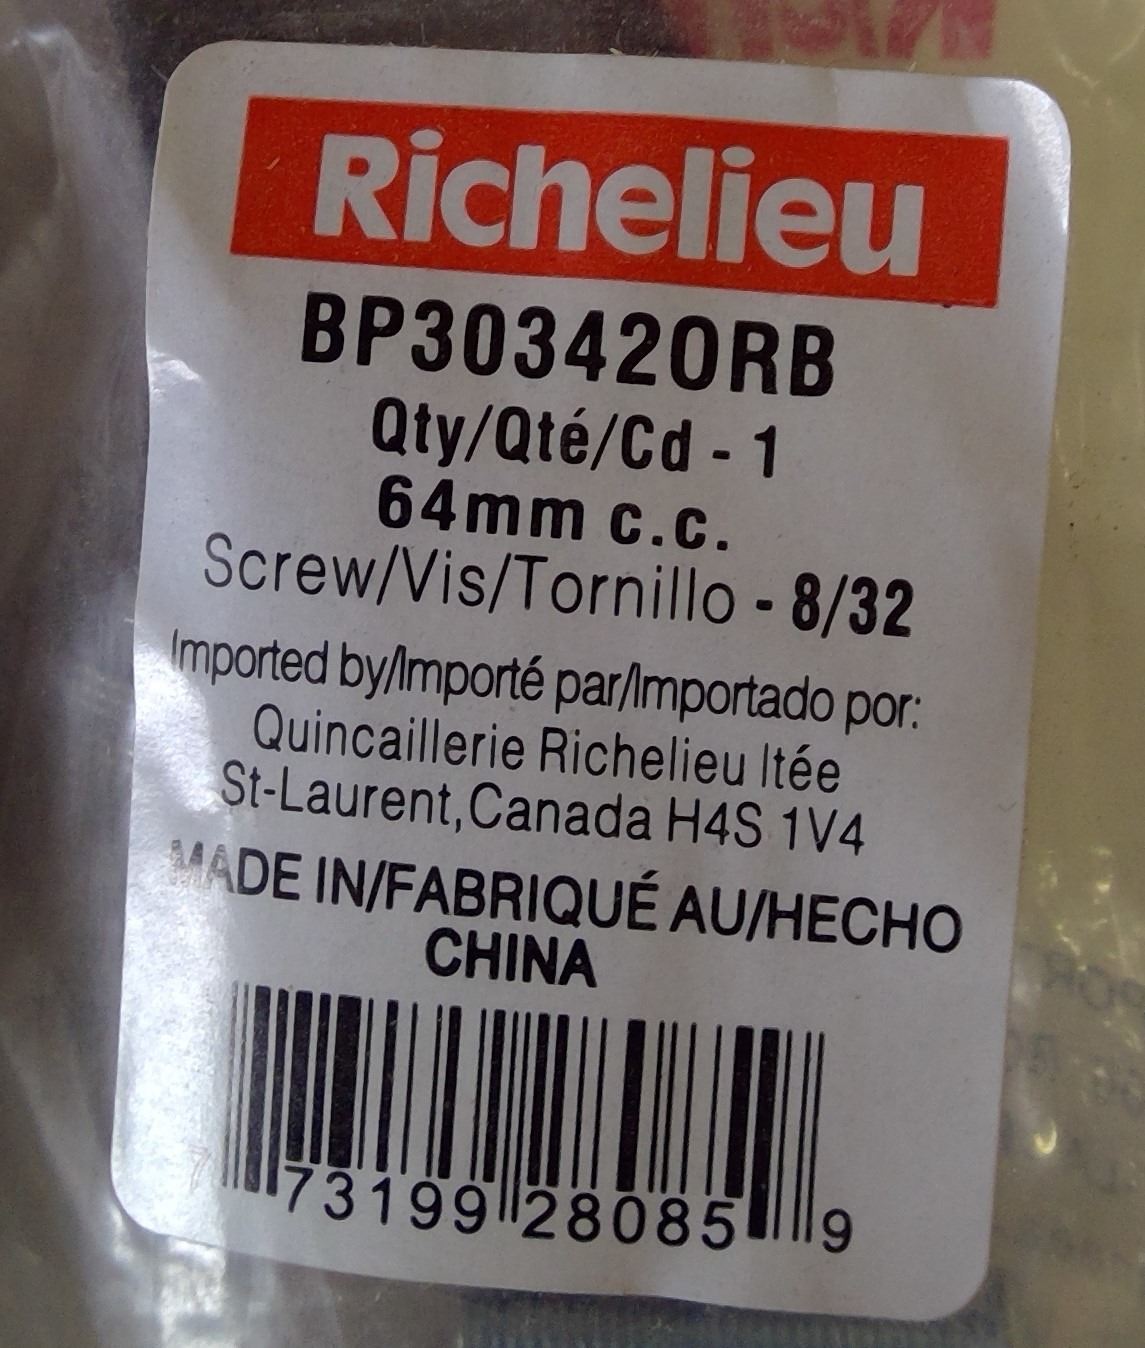 Richelieu
BP30342ORB
Qty/Qté/Cd - 1
64mm c.c.
Screw/Vis/Tornillo - 8/32
Imported by/Importé par/Importado por:
Quincaillerie Richelieu ltée
St-Laurent, Canada H4S 1V4
MADE IN/FABRIQUÉ AU/HECHO
CHINA
7 73199 28085 9